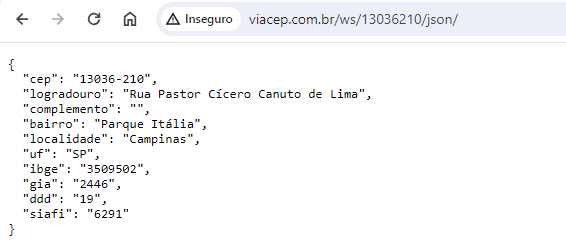 Inseguro viacep.com.br/ws/13036210/json/
{
"cep": "13036-210",
"logradouro": "Rua Pastor Cícero Canuto de Lima",
"complemento": "",
"bairro": "Parque Itália",
"localidade": "Campinas",
"uf": "SP",
"ibge": "3509502",
"gia": "2446",
"ddd": "19",
"siafi": "6291"
}